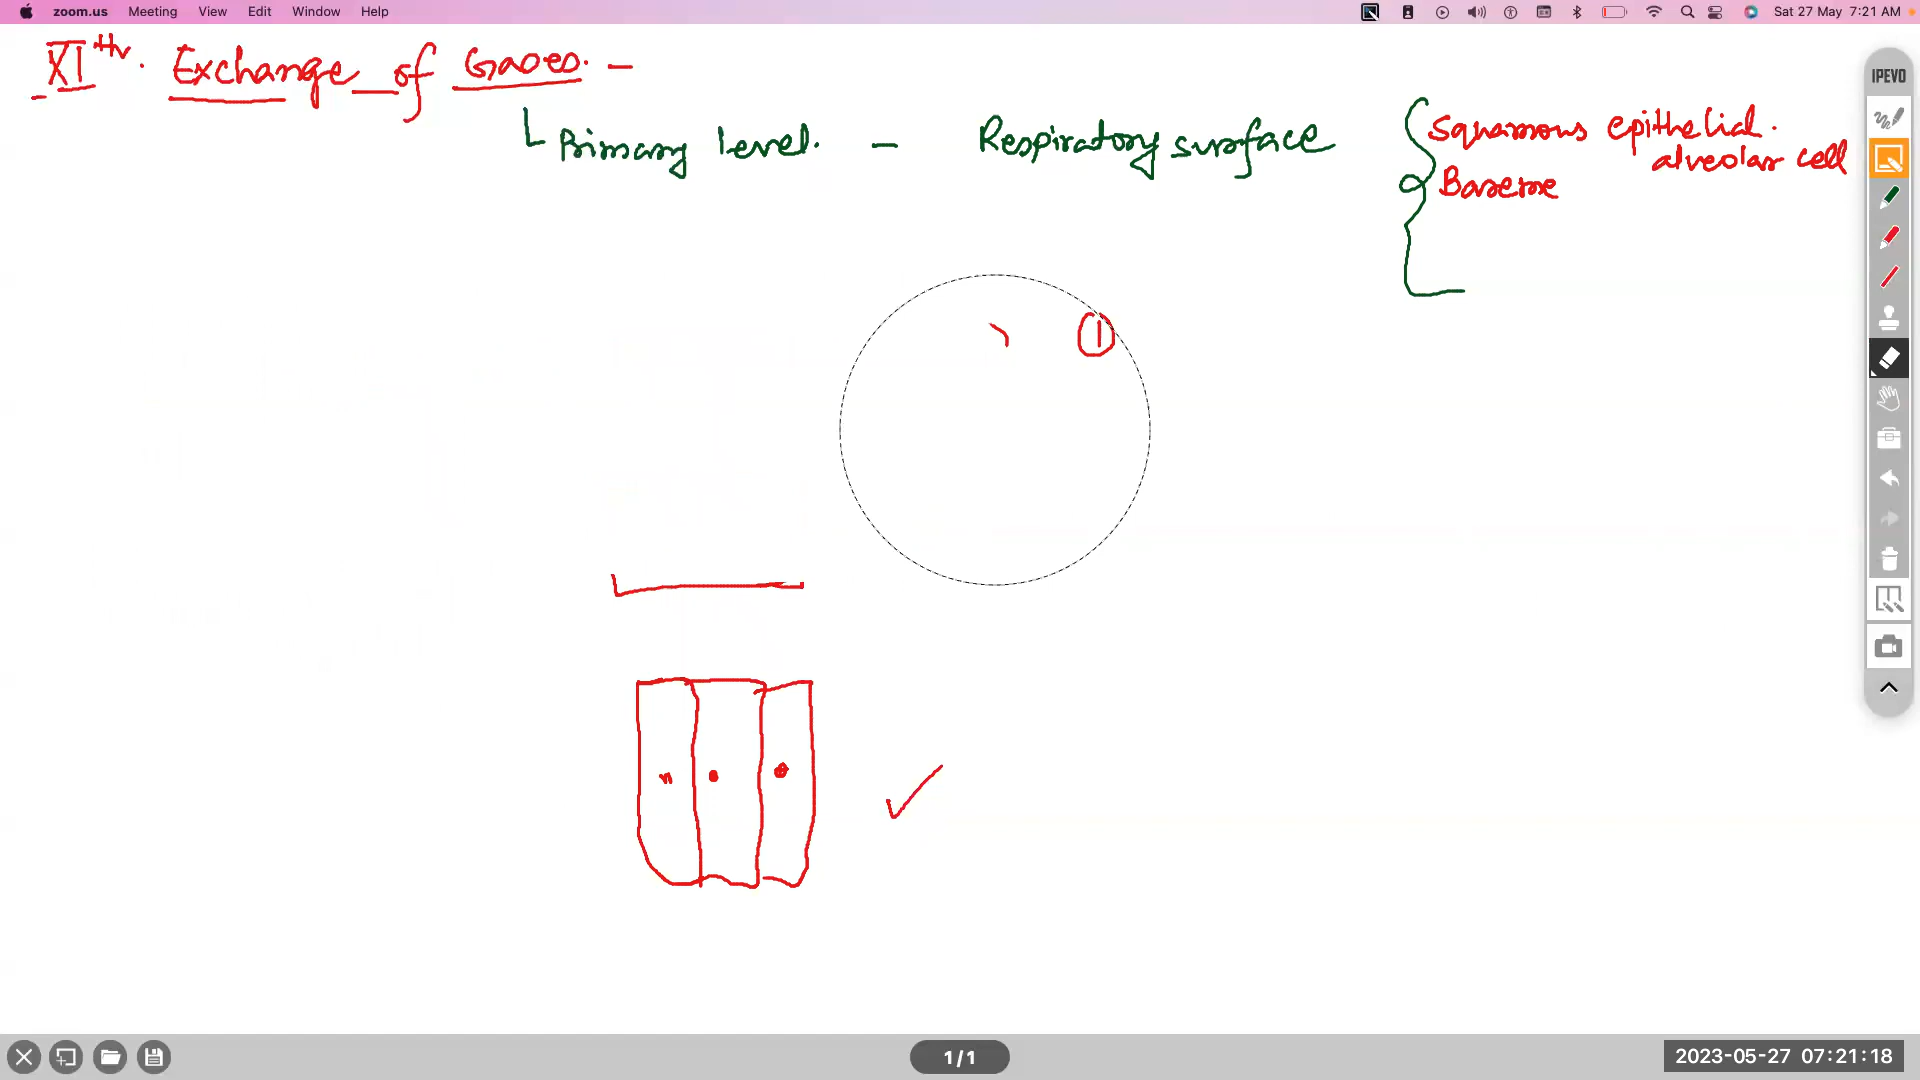 zoom.us Meeting View Edit Window Help Sat 27 May 7:21 AM
XIth. Exchange of Gases. -
Primary level. - Respiratory surface
Squamous epithelial.
alveolar cell
Baseme
IPEVO
1
1/1
2023-05-27 07:21:18